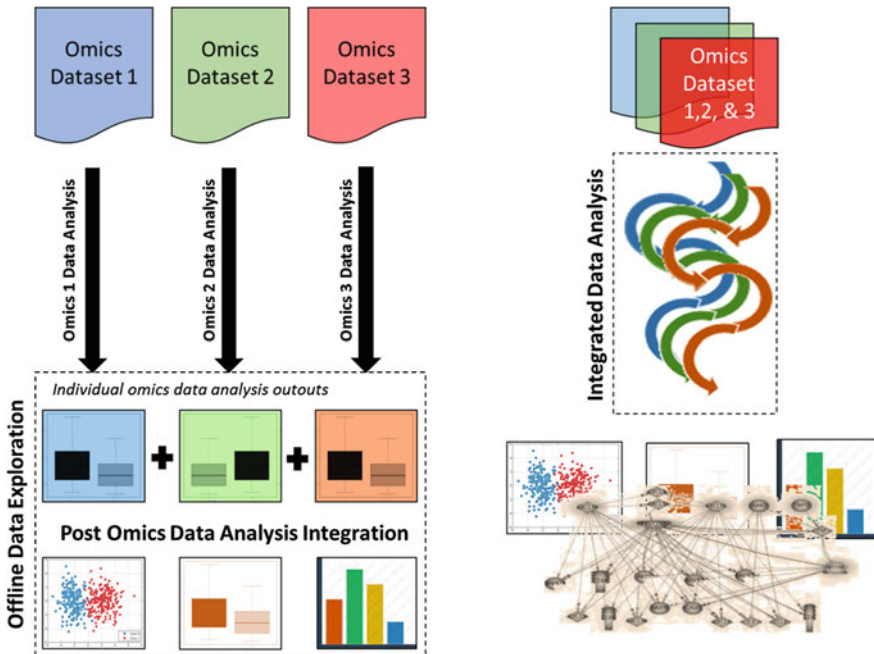 Omics
Dataset 1
Omics
Dataset 2
Omics
Dataset 3
Omics 1 Data Analysis
Omics 2 Data Analysis
Omics 3 Data Analysis
Offline Data Exploration
Individual omics data analysis outouts
Post Omics Data Analysis Integration
Omics
Dataset
1,2, & 3
Integrated Data Analysis